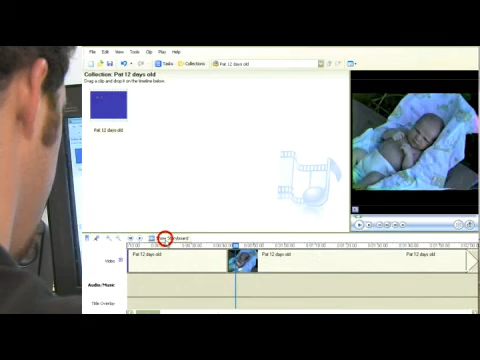 File Edit View Tools Clip Play Help
Tasks Collections Pat 12 days old
Collection: Pat 12 days old
Drag a clip and drop it on the timeline below.
Pat 12 days old
Storyboard
Video Pat 12 days old Pat 12 days old Pat 12 days old
Audio/Music
Title Overlay